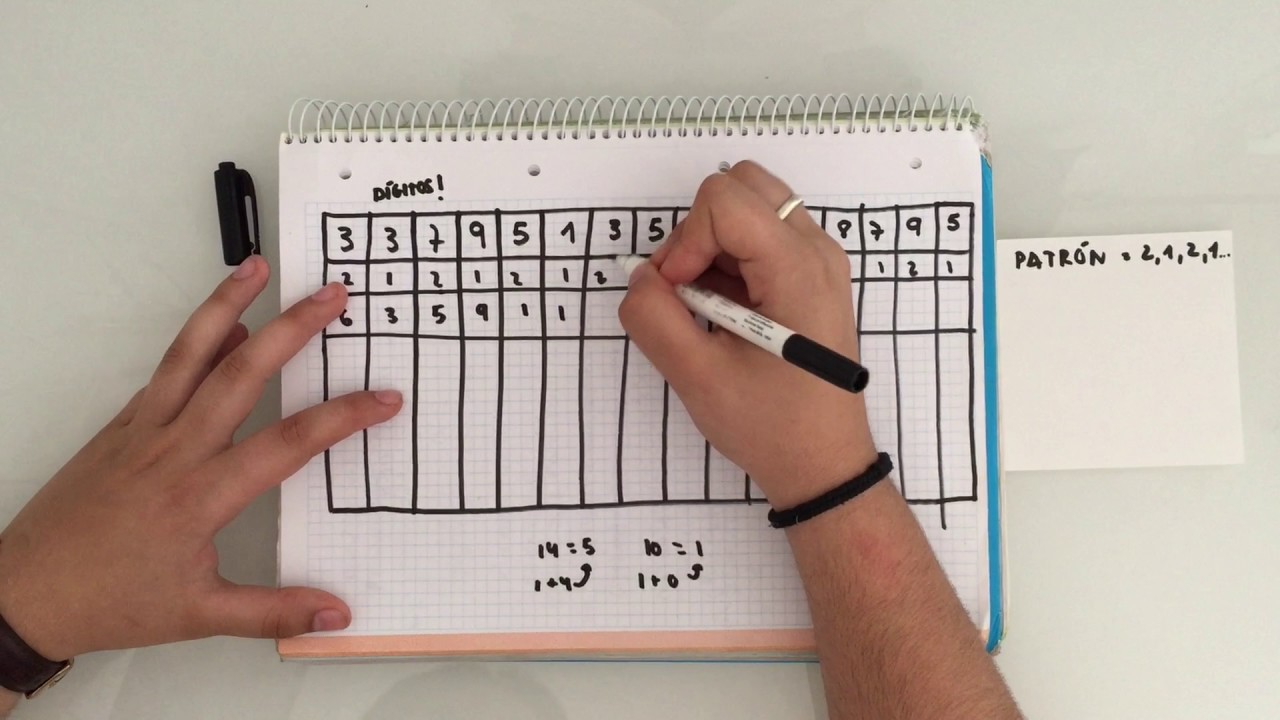 DÍGITOS!
3 3 7 9 5 1 3 5 8 7 9 5
2 1 2 1 2 1 2 1 2 1
6 3 5 9 1 1
PATRÓN = 2,1,2,1...
14 = 5 10 = 1
1+4 1+0